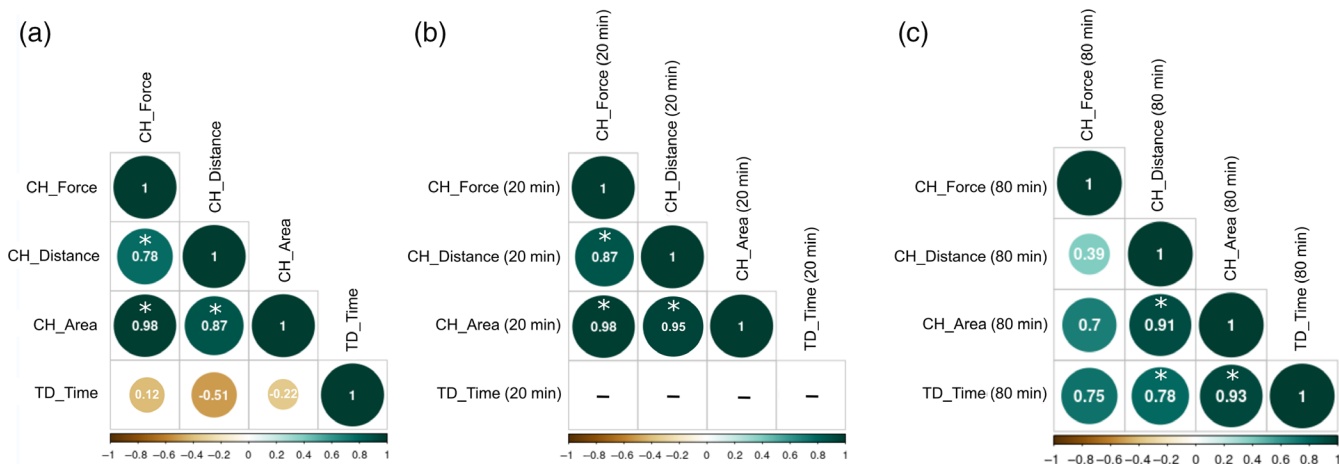 (a)
CH_Force
CH_Distance
CH_Area
TD_Time
CH_Force
1
CH_Distance
* 0.78
1
CH_Area
* 0.98
* 0.87
1
TD_Time
0.12
-0.51
-0.22
1
−1 −0.8 −0.6 −0.4 −0.2 0 0.2 0.4 0.6 0.8 1
(b)
CH_Force (20 min)
CH_Distance (20 min)
CH_Area (20 min)
TD_Time (20 min)
CH_Force (20 min)
1
CH_Distance (20 min)
* 0.87
1
CH_Area (20 min)
* 0.98
* 0.95
1
TD_Time (20 min)
– – – –
−1 −0.8 −0.6 −0.4 −0.2 0 0.2 0.4 0.6 0.8 1
(c)
CH_Force (80 min)
CH_Distance (80 min)
CH_Area (80 min)
TD_Time (80 min)
CH_Force (80 min)
1
CH_Distance (80 min)
0.39
1
CH_Area (80 min)
0.7
* 0.91
1
TD_Time (80 min)
0.75
* 0.78
* 0.93
1
−1 −0.8 −0.6 −0.4 −0.2 0 0.2 0.4 0.6 0.8 1